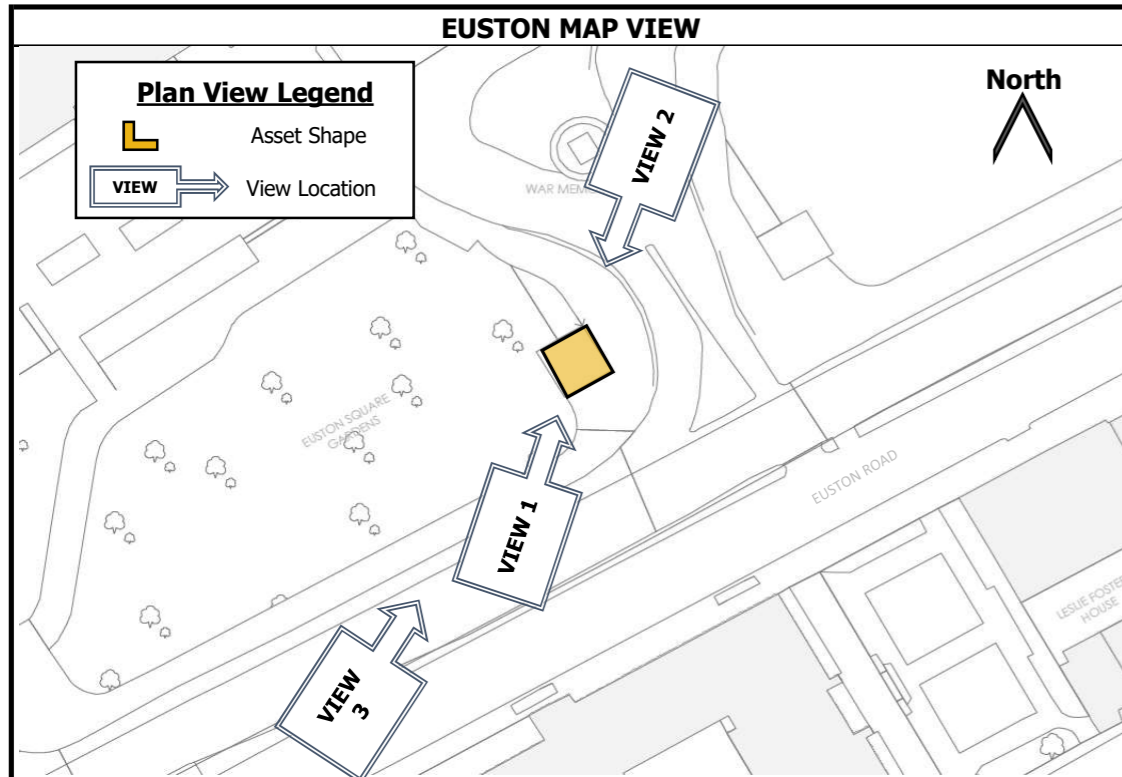 EUSTON MAP VIEW
Plan View Legend
Asset Shape
VIEW
View Location
North
VIEW 2
WAR MEM
EUSTON SQUARE
GARDENS
EUSTON ROAD
VIEW 1
LESLIE FOSTER
HOUSE
VIEW
3